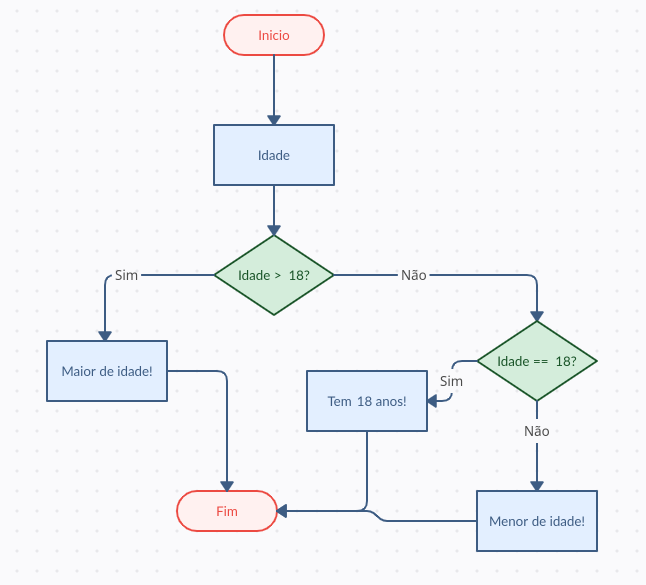 Inicio
Idade
Idade > 18?
Sim
Não
Maior de idade!
Idade == 18?
Sim
Tem 18 anos!
Não
Fim
Menor de idade!